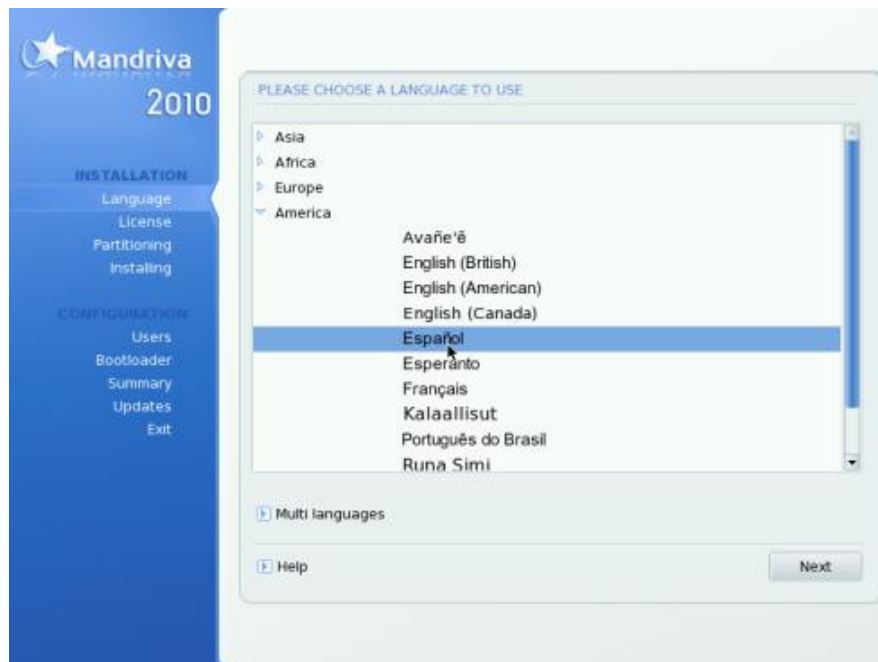 Mandriva
2010
INSTALLATION
Language
License
Partitioning
Installing
CONFIGURATION
Users
Bootloader
Summary
Updates
Exit
PLEASE CHOOSE A LANGUAGE TO USE
Asia
Africa
Europe
America
Avañe'ẽ
English (British)
English (American)
English (Canada)
Español
Esperanto
Français
Kalaallisut
Português do Brasil
Runa Simi
Multi languages
Help
Next